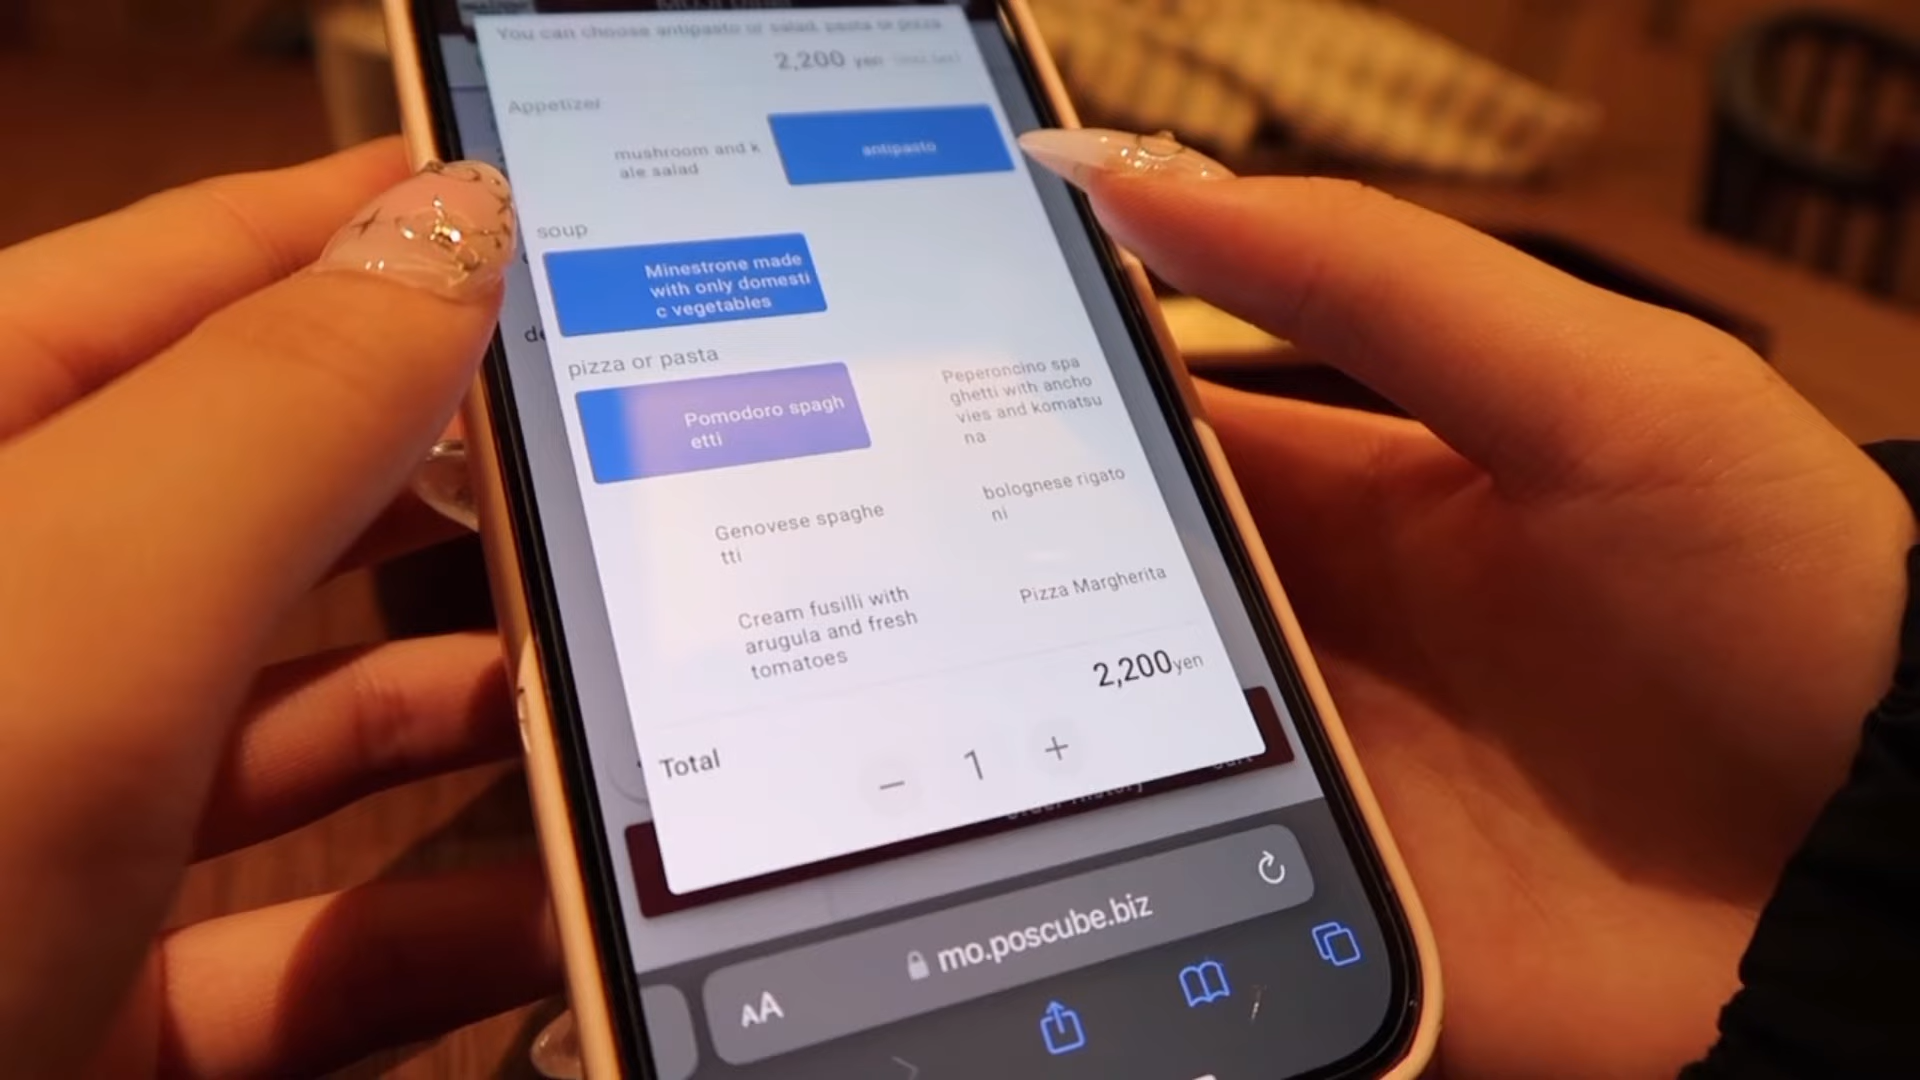 You can choose antipasto or salad, pasta or pizza
2,200 yen
Appetizer
mushroom and k
ale salad
antipasto
soup
Minestrone made
with only domesti
c vegetables
pizza or pasta
Pomodoro spagh
etti
Peperoncino spa
ghetti with ancho
vies and komatsu
na
Genovese spaghe
tti
bolognese rigato
ni
Cream fusilli with
arugula and fresh
tomatoes
Pizza Margherita
2,200yen
Total
− 1 +
Order History
AA
mo.poscube.biz